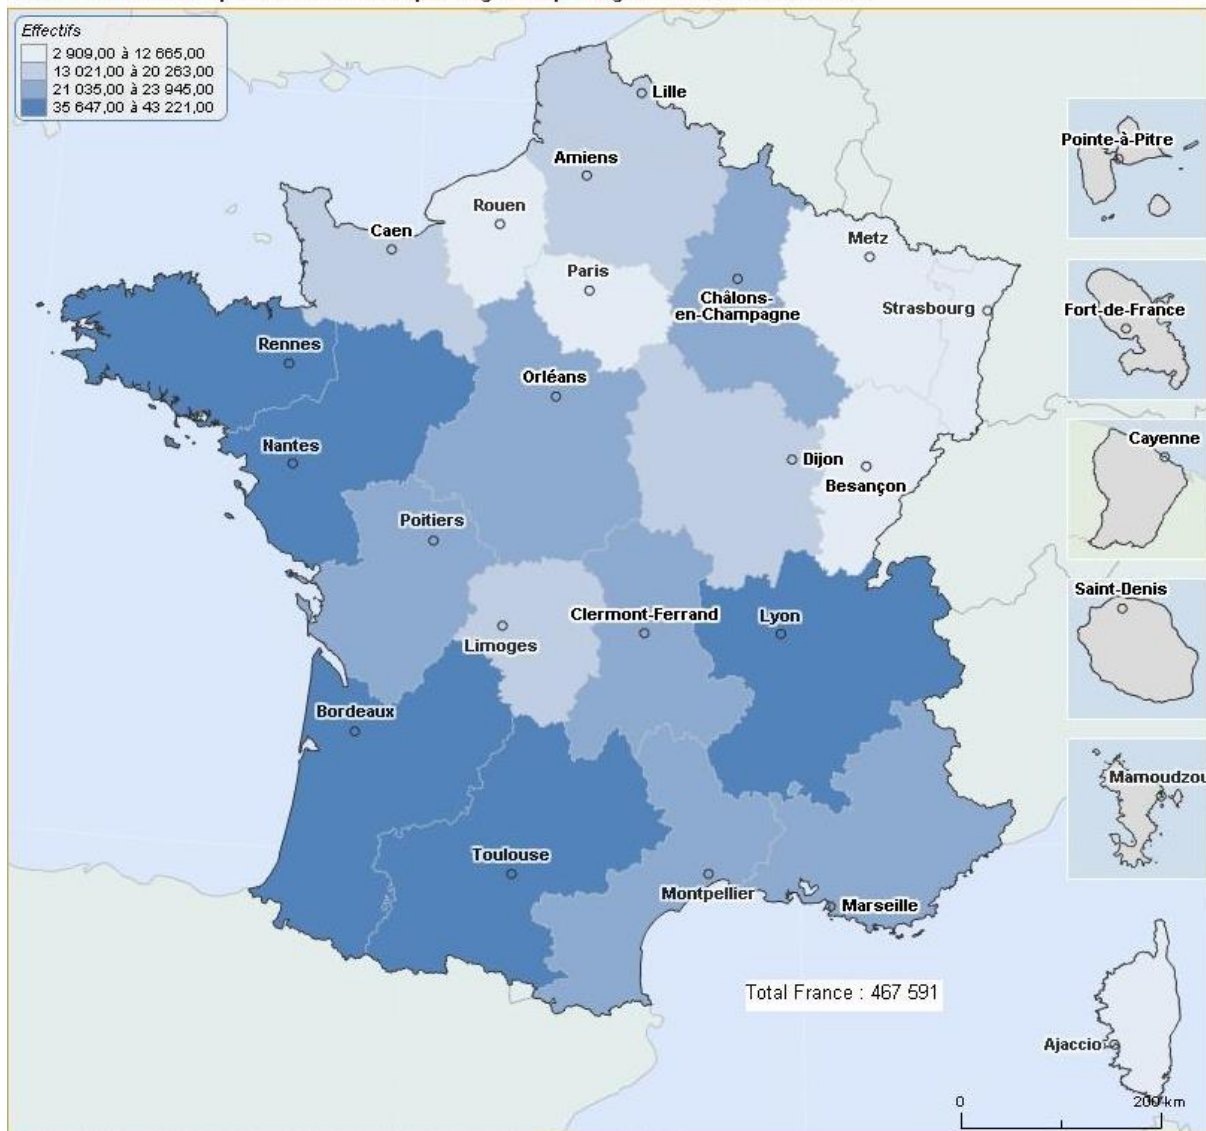 Effectifs
2 909,00 à 12 665,00
13 021,00 à 20 263,00
21 035,00 à 23 945,00
35 647,00 à 43 221,00
Lille
Amiens
Rouen
Caen
Metz
Paris
Châlons-
en-Champagne
Strasbourg
Rennes
Orléans
Nantes
Dijon
Besançon
Poitiers
Clermont-Ferrand
Lyon
Limoges
Bordeaux
Toulouse
Montpellier
Marseille
Pointe-à-Pitre
Fort-de-France
Cayenne
Saint-Denis
Mamoudzou
Total France : 467 591
Ajaccio
0
200 km